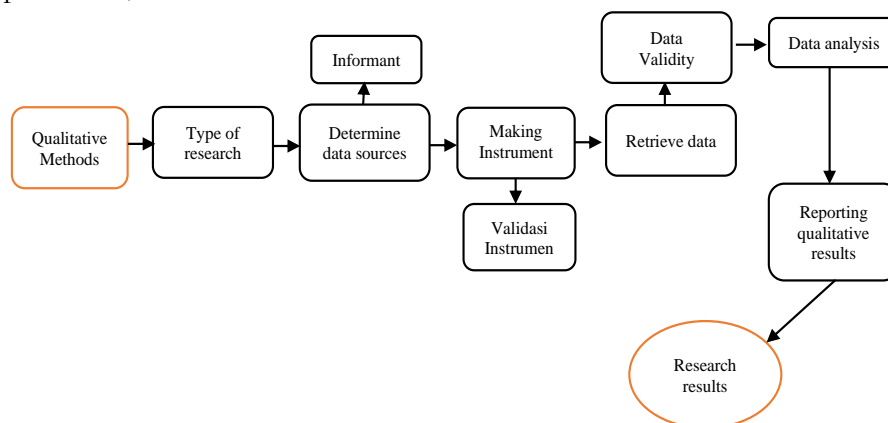 Informant
Data
Validity
Data analysis
Qualitative
Methods
Type of
research
Determine
data sources
Making
Instrument
Retrieve data
Validasi
Instrumen
Reporting
qualitative
results
Research
results